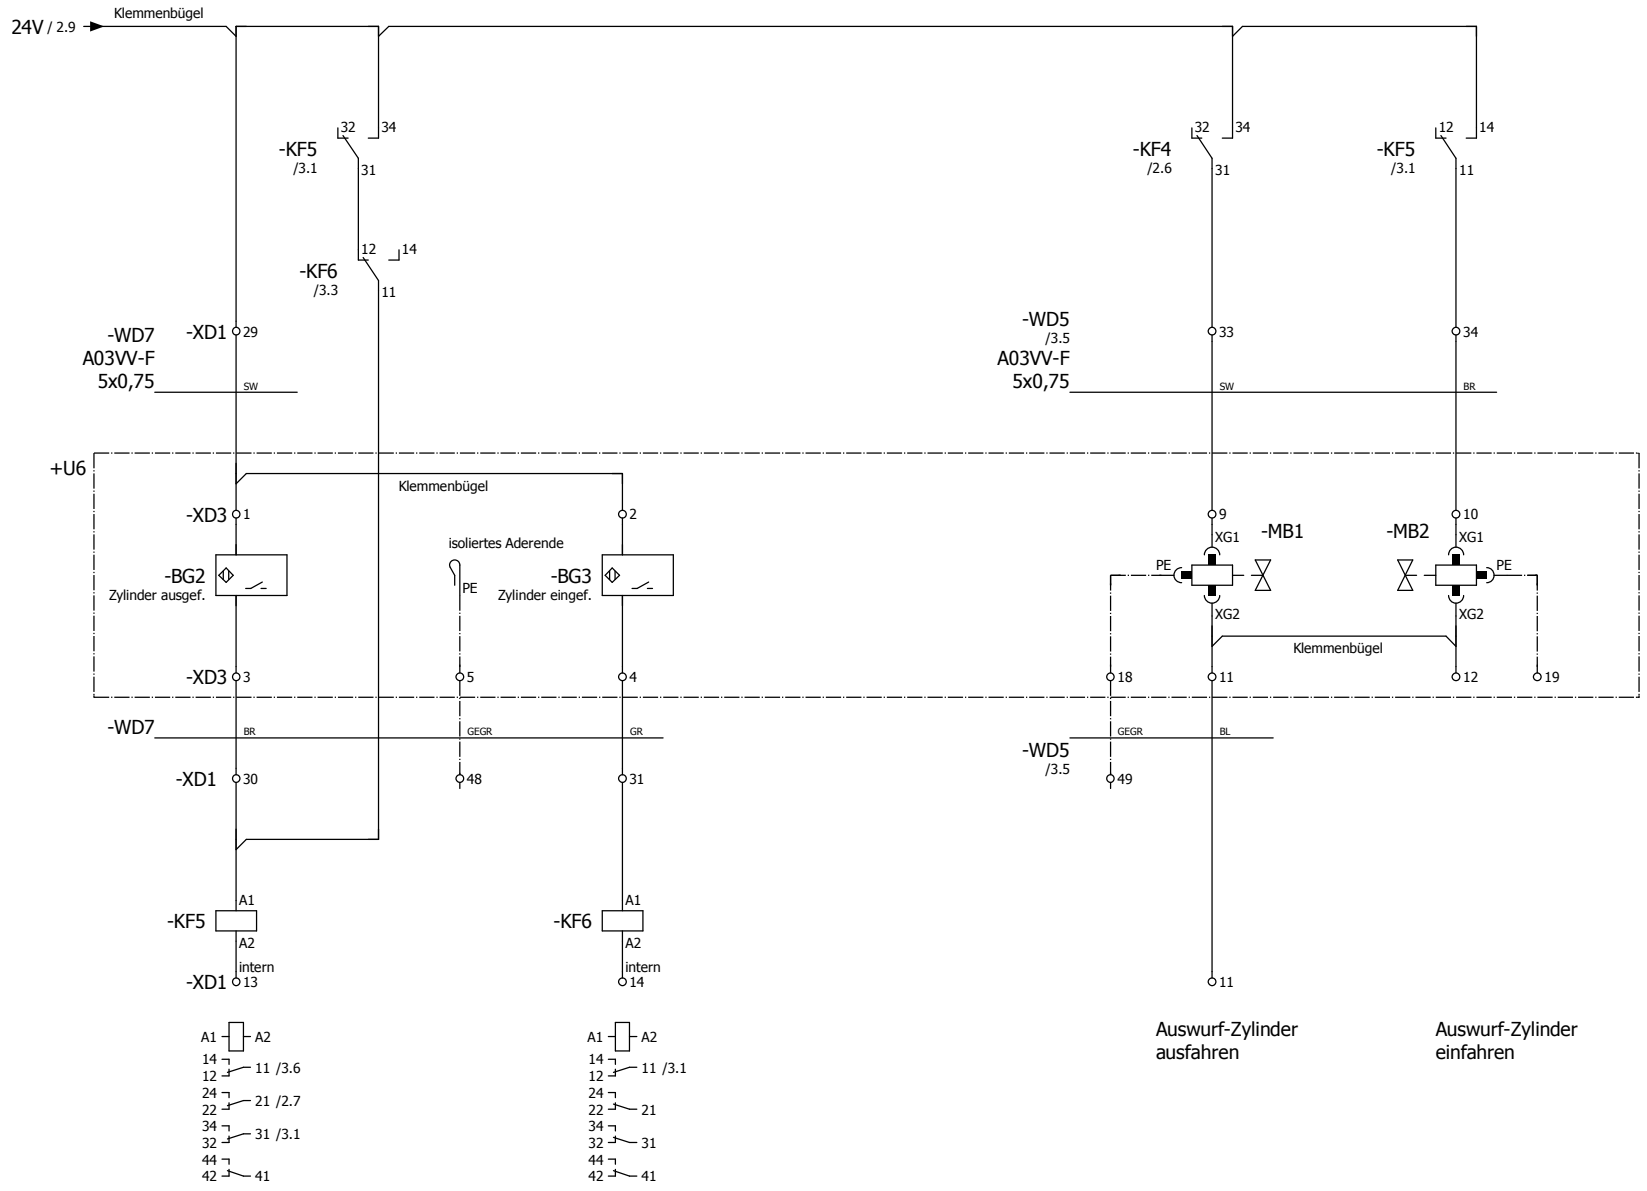 Klemmenbügel
24V / 2.9
32 34
-KF5
/3.1
31
32 34
-KF4
/2.6
31
12 14
-KF5
/3.1
11
12 14
-KF6
/3.3
11
-WD7
A03VV-F
5x0,75
-XD1 29
SW
-WD5
/3.5
A03VV-F
5x0,75
33
34
SW
BR
+U6
Klemmenbügel
-XD3 1
2
9
10
isoliertes Aderende
PE
-BG2
Zylinder ausgef.
-BG3
Zylinder eingef.
XG1
-MB1
PE
XG2
-MB2
XG1
PE
XG2
Klemmenbügel
-XD3 3
5
4
18
11
12
19
-WD7
BR
GEGR
GR
-WD5
/3.5
GEGR
BL
-XD1 30
48
31
49
A1
-KF5
A2
intern
-XD1 13
A1
-KF6
A2
intern
14
11
Auswurf-Zylinder
ausfahren
Auswurf-Zylinder
einfahren
A1 A2
14
12
11 /3.6
24
22
21 /2.7
34
32
31 /3.1
44
42
41
A1 A2
14
12
11 /3.1
24
22
21
34
32
31
44
42
41